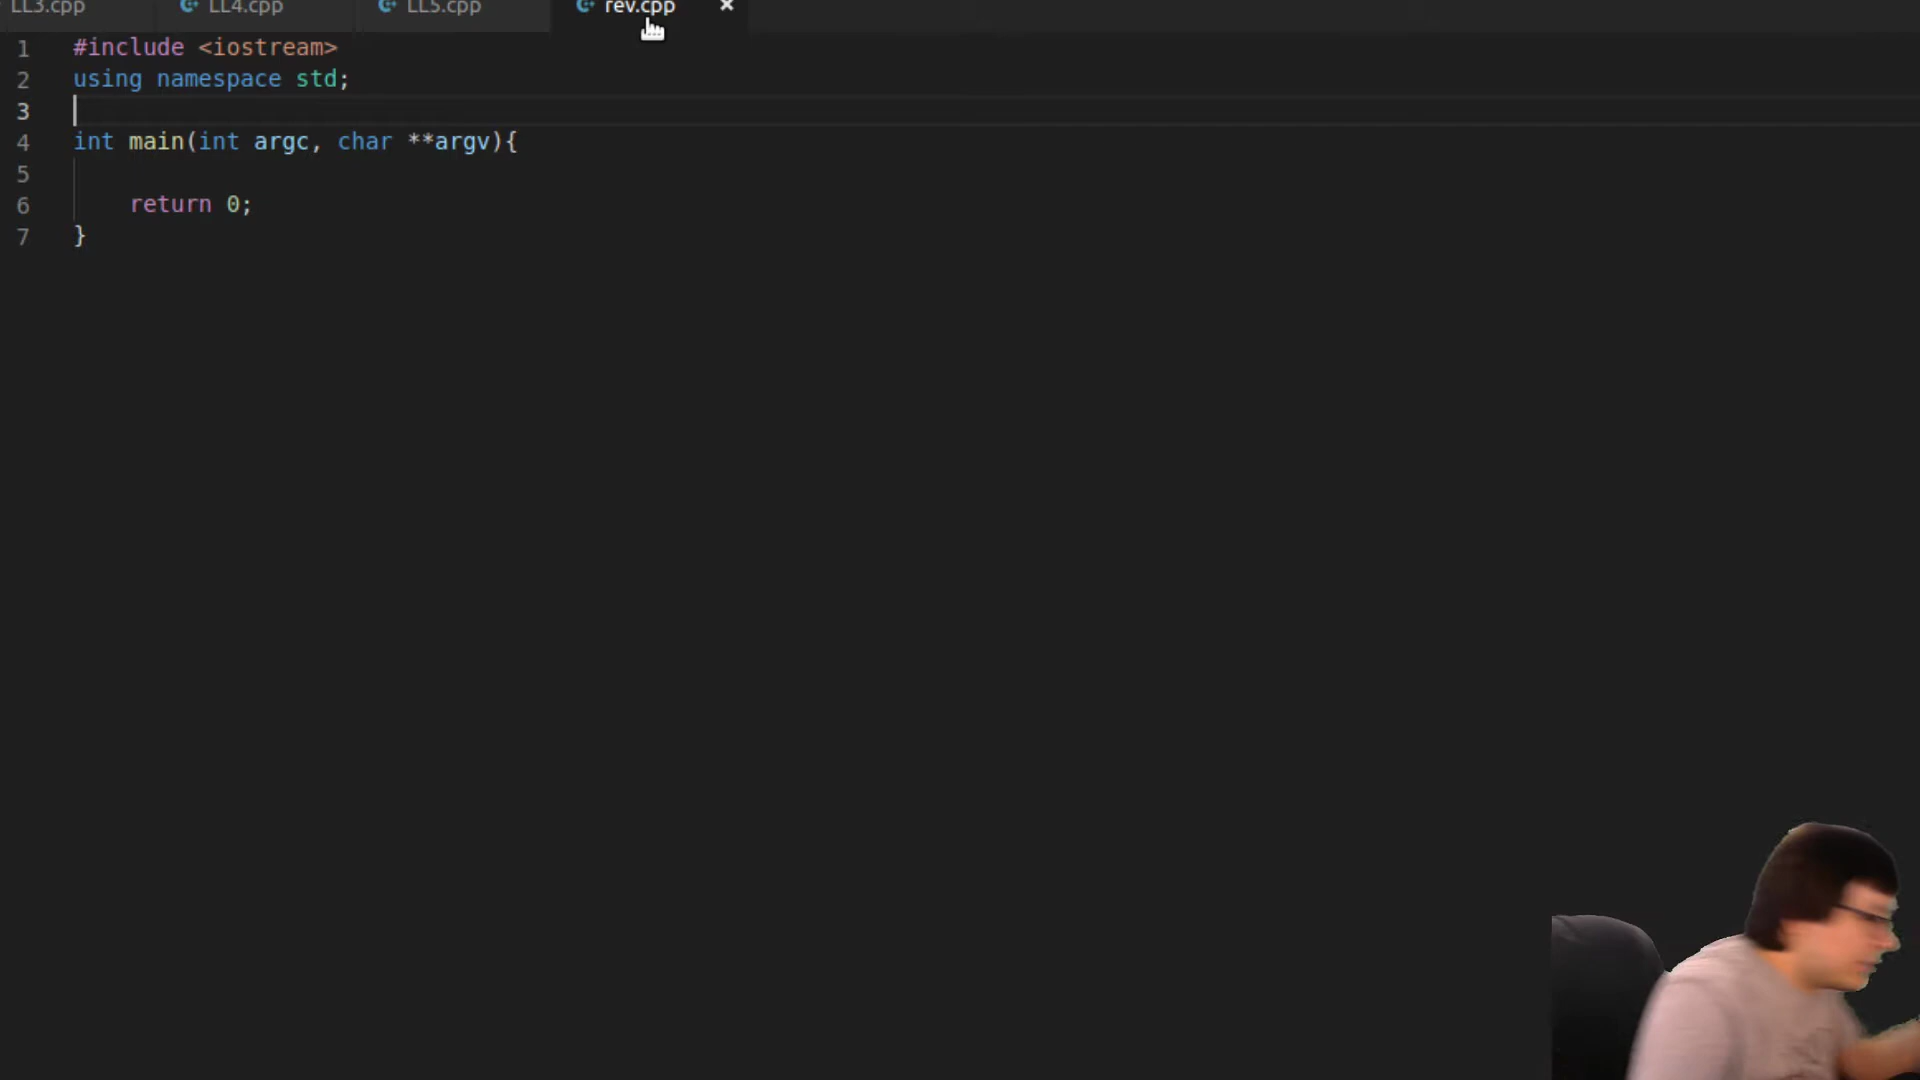 LL3.cpp LL4.cpp LL5.cpp rev.cpp
1 #include <iostream>
2 using namespace std;
3
4 int main(int argc, char **argv){
5
6 return 0;
7 }